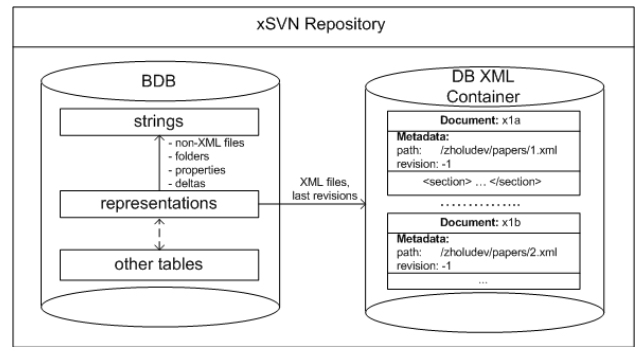 xSVN Repository
BDB
strings
- non-XML files
- folders
- properties
- deltas
representations
other tables
XML files,
last revisions
DB XML
Container
Document: x1a
Metadata:
path: /zholudev/papers/1.xml
revision: -1
<section> ... </section>
...............
Document: x1b
Metadata:
path: /zholudev/papers/2.xml
revision: -1
...